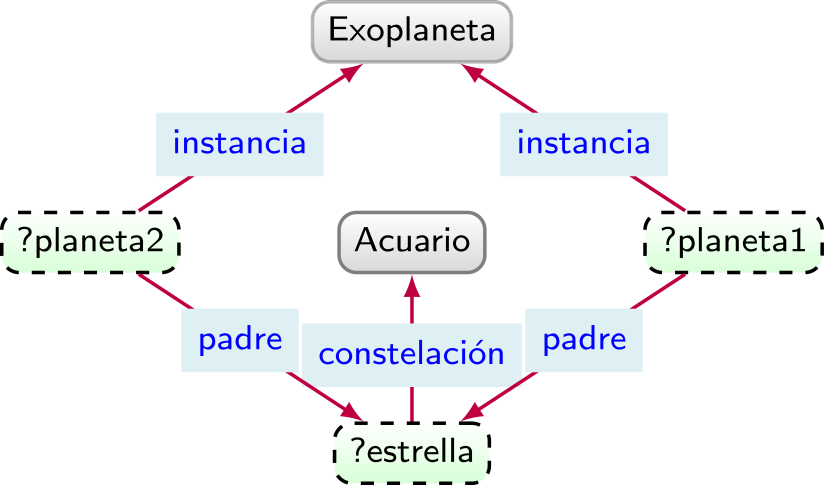 Exoplaneta
instancia
instancia
?planeta2
Acuario
?planeta1
padre
constelación
padre
?estrella